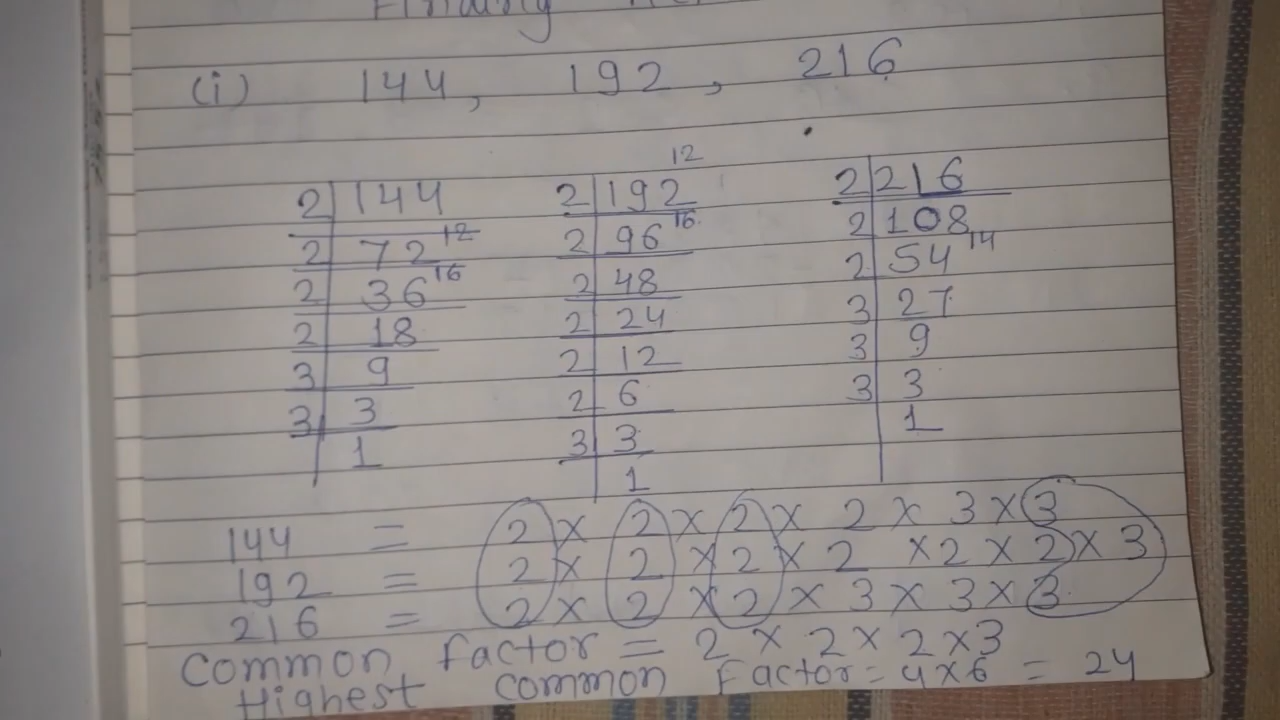 Finding
(i) 144, 192, 216
12
2 144 2 192 2 216
2 72 12 2 96 16 2 108
2 36 16 2 48 2 54 14
2 18 2 24 3 27
3 9 2 12 3 9
3 3 2 6 3 3
1 3 3 1
1
144 = 2 × 2 × 2 × 2 × 3 × 3
192 = 2 × 2 × 2 × 2 × 2 × 2 × 3
216 = 2 × 2 × 2 × 3 × 3 × 3
Common factor = 2 × 2 × 2 × 3
Highest common Factor = 4 × 6 = 24